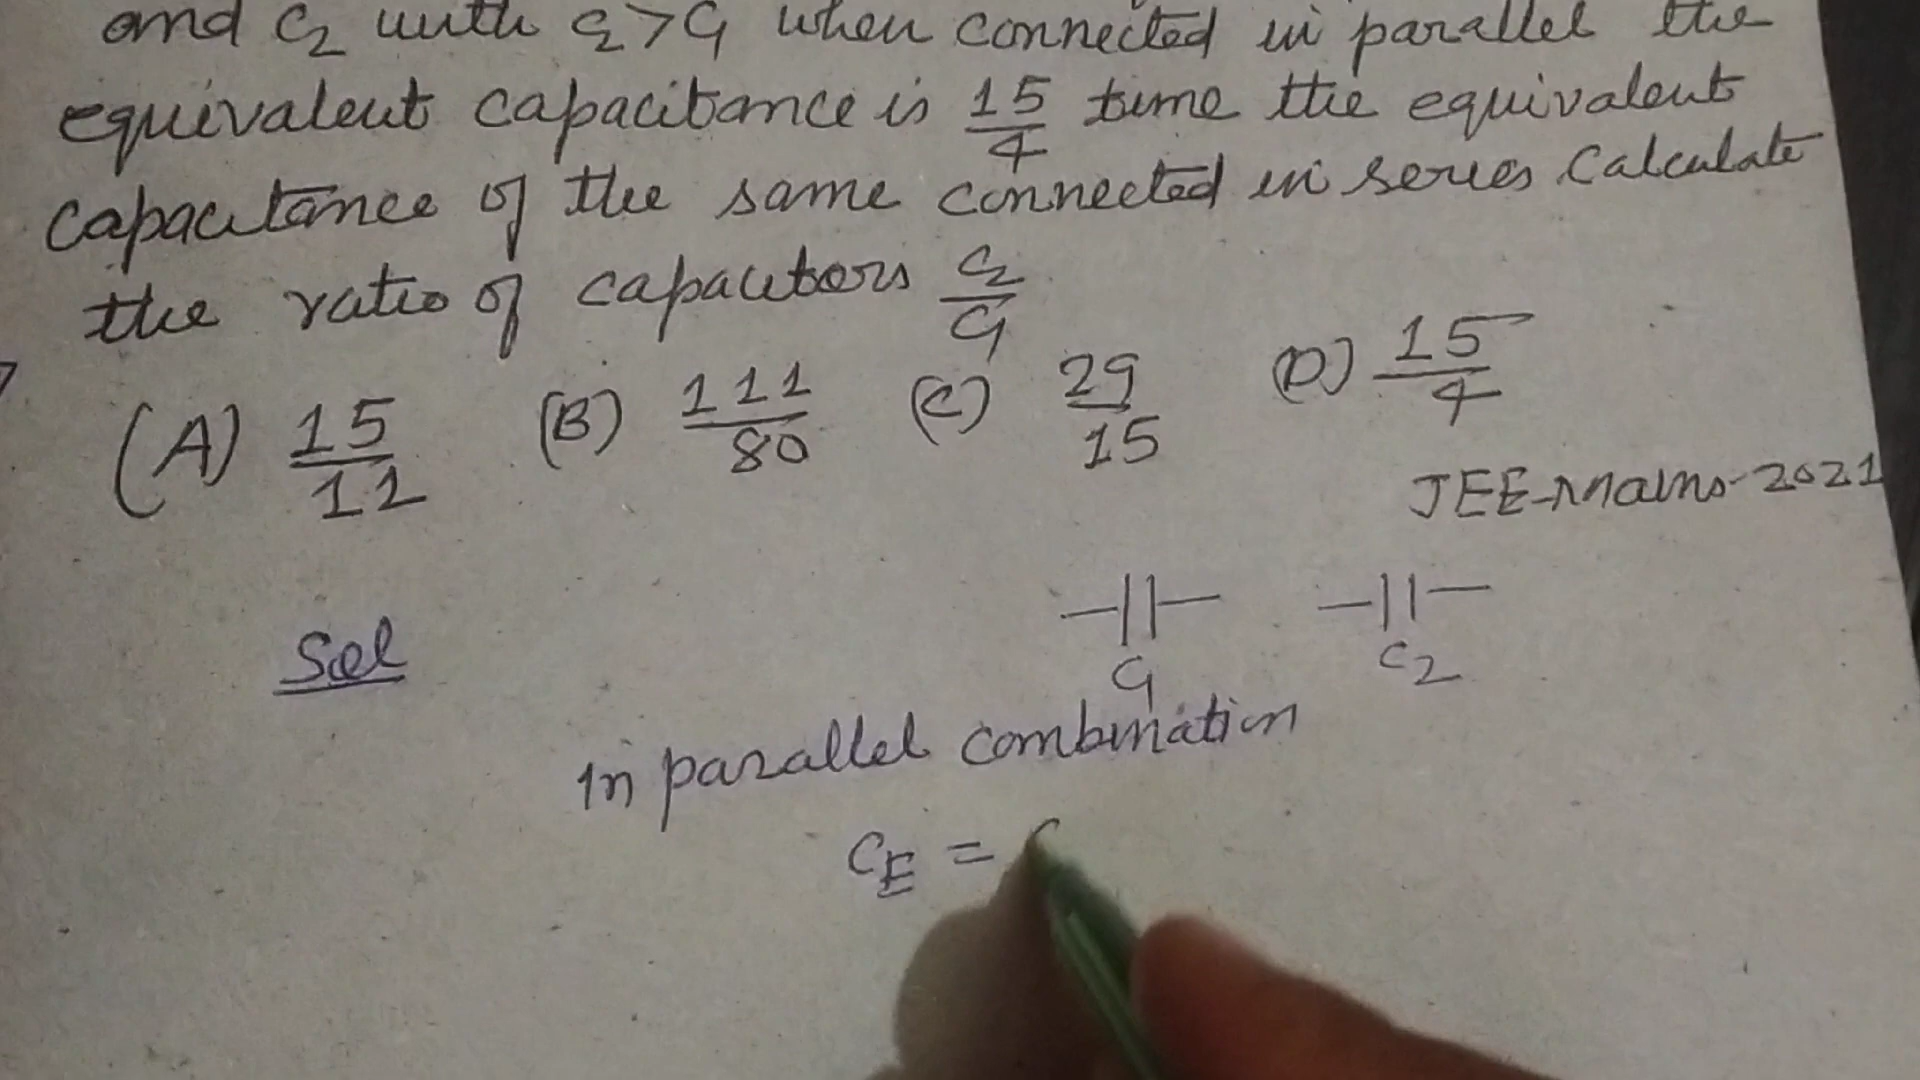 and C2 with C2>C1 when connected in parallel the
equivalent capacitance is 15/4 time the equivalent
capacitance of the same connected in series Calculate
the ratio of capacitors C2/C1
(A) 15/11 (B) 111/80 (C) 29/15 (D) 15/4
JEE-mains-2021
Sol
C1 C2
In parallel combination
CE = C